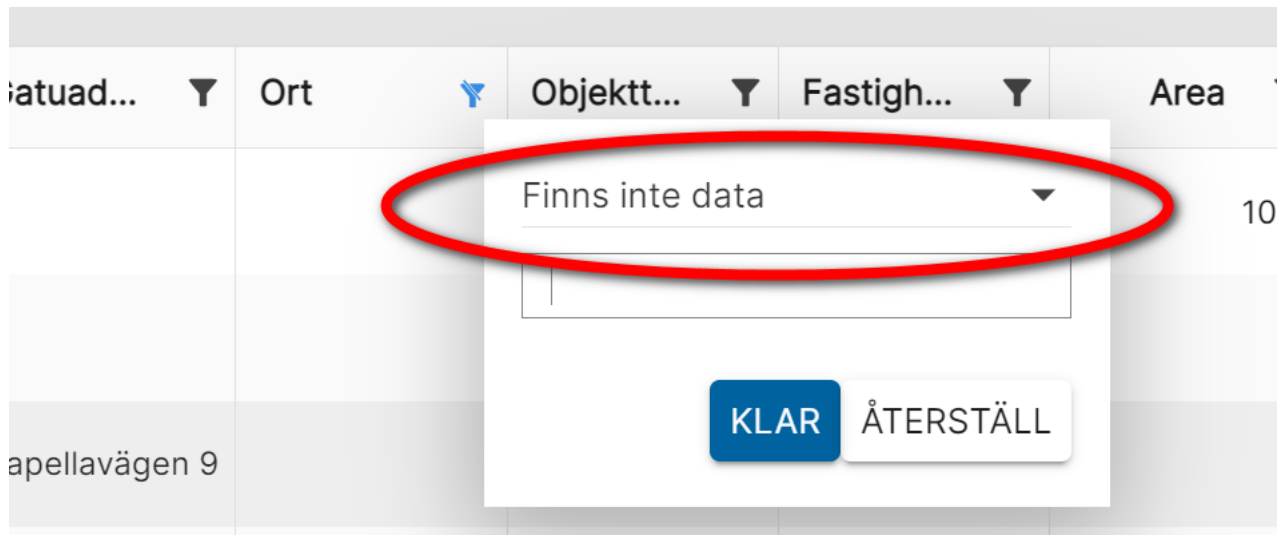 atuad...
Ort
Objektt...
Fastigh...
Area
Finns inte data
10
KLAR
ÅTERSTÄLL
apellavägen 9